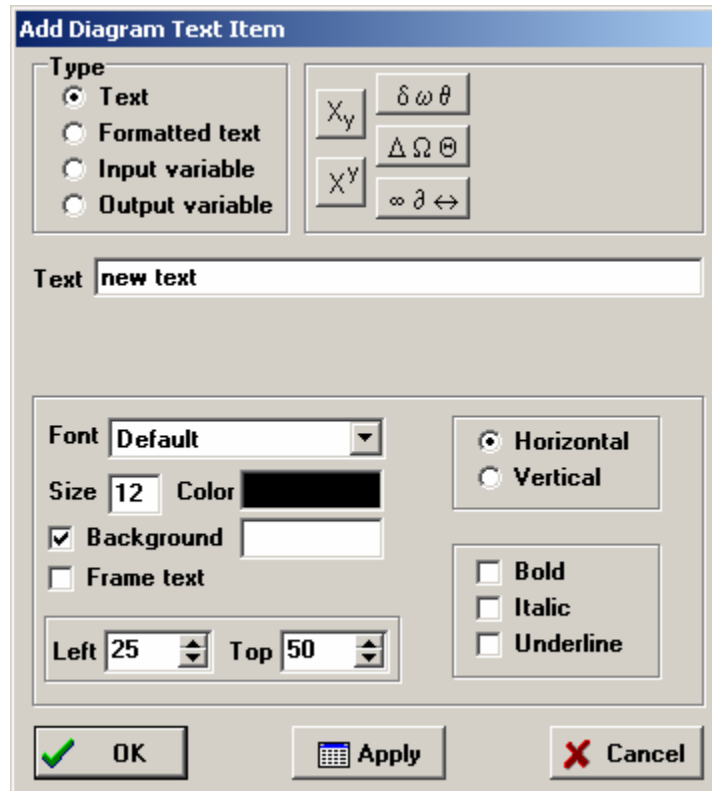 Add Diagram Text Item
Type
Text
Formatted text
Input variable
Output variable
Xy
Xy
δ ω θ
Δ Ω Θ
∞ ∂ ↔
Text new text
Font Default
Size 12 Color
Background
Frame text
Left 25 Top 50
Horizontal
Vertical
Bold
Italic
Underline
OK Apply Cancel